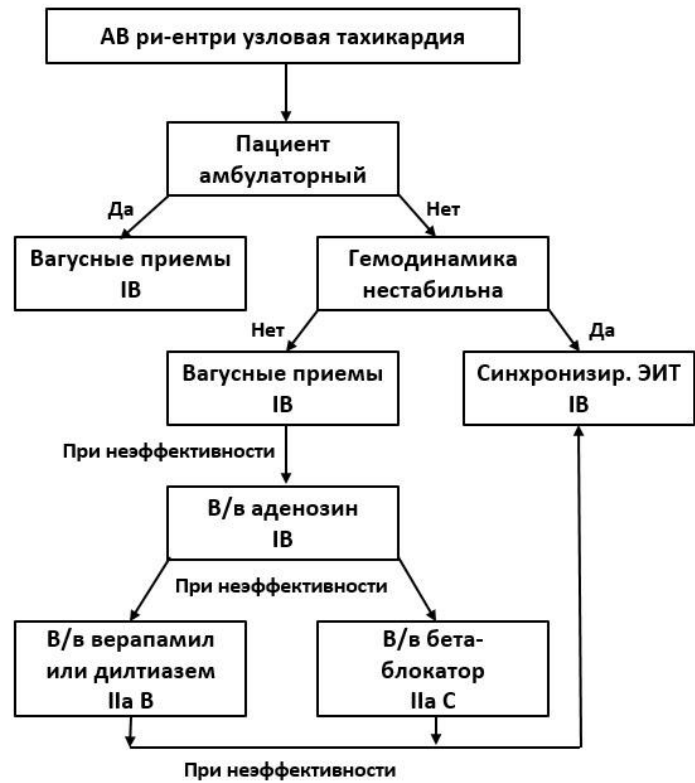 АВ ри-ентри узловая тахикардия
Пациент
амбулаторный
Да
Нет
Вагусные приемы
IB
Гемодинамика
нестабильна
Нет
Да
Вагусные приемы
IB
Синхронизир. ЭИТ
IB
При неэффективности
В/в аденозин
IB
При неэффективности
В/в верапамил
или дилтиазем
IIa B
В/в бета-
блокатор
IIa C
При неэффективности